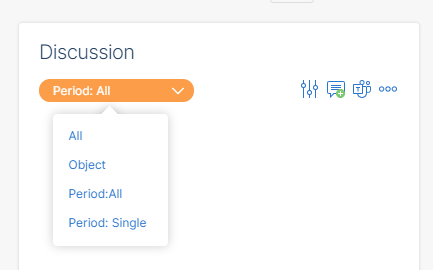 Discussion
Period: All
All
Object
Period:All
Period: Single